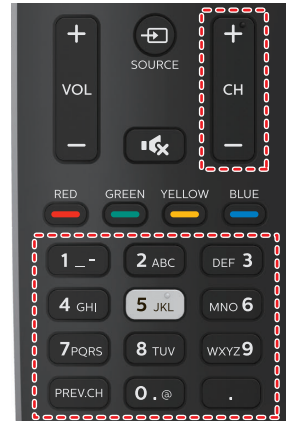 + +
SOURCE
VOL CH
− −
RED GREEN YELLOW BLUE
1 _- 2 ABC DEF 3
4 GHI 5 JKL MNO 6
7PQRS 8 TUV WXYZ9
PREV.CH 0.@ .